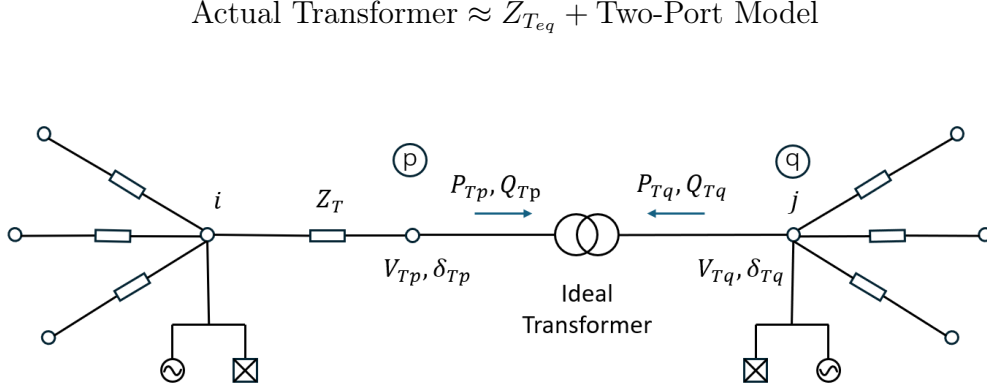 Actual Transformer ≈ Z_{T_{eq}} + Two-Port Model
p
q
P_{Tp}, Q_{Tp}
P_{Tq}, Q_{Tq}
i
Z_T
j
V_{Tp}, δ_{Tp}
V_{Tq}, δ_{Tq}
Ideal
Transformer